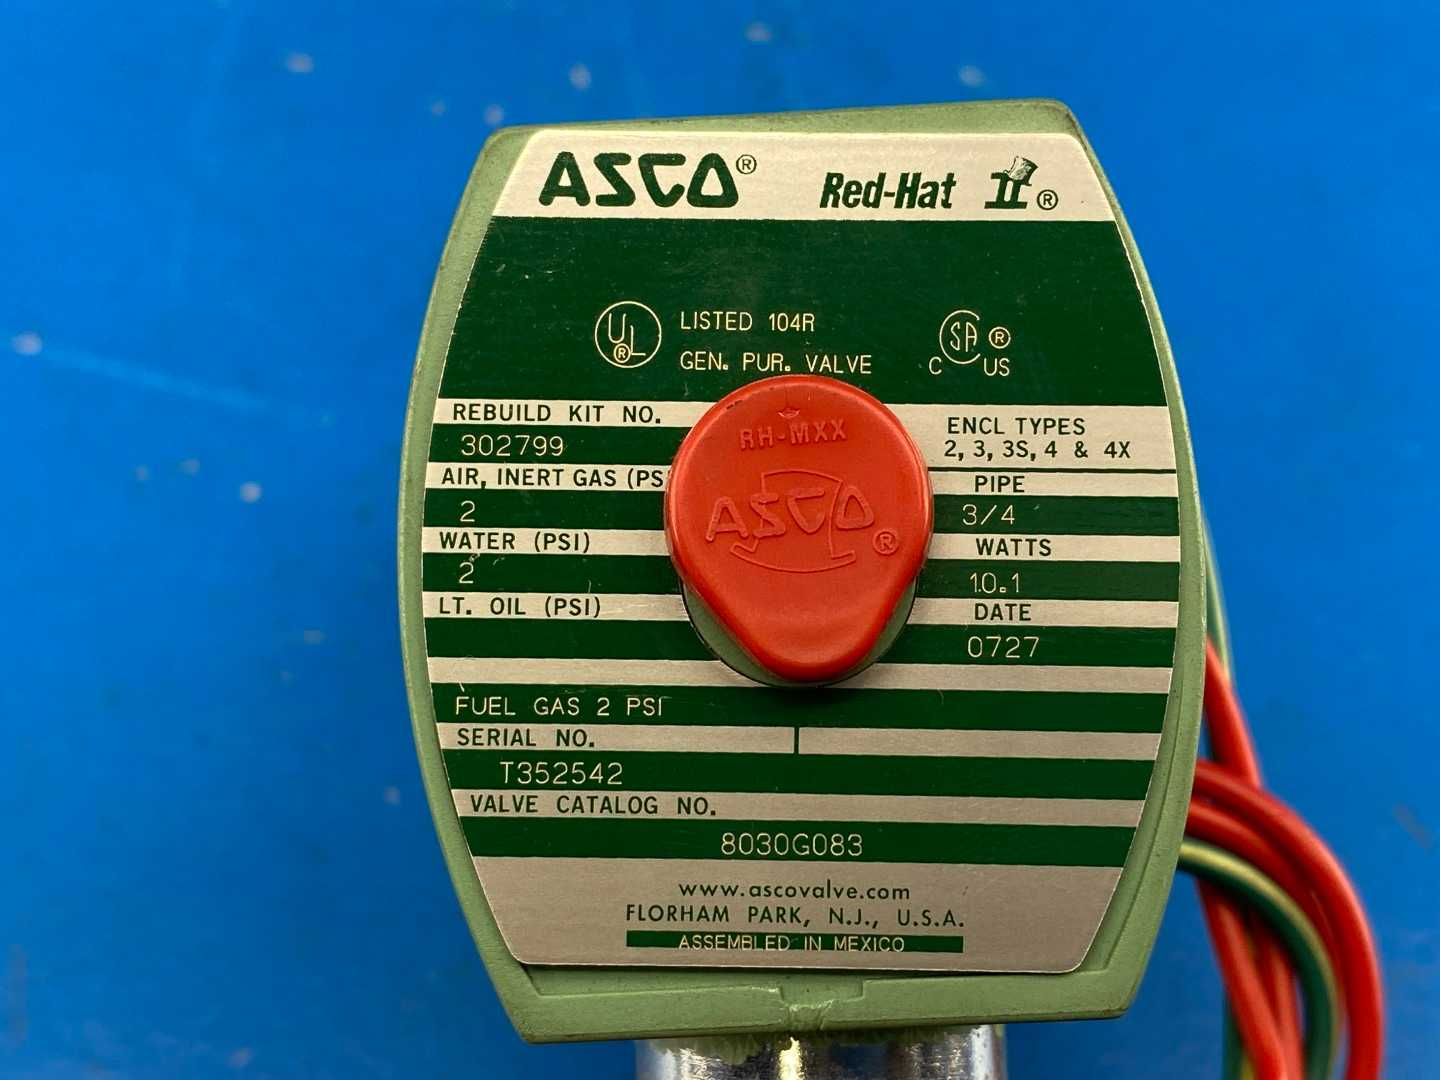 ASCO® Red-Hat II®
UL® LISTED 104R
GEN. PUR. VALVE
C SA® US
REBUILD KIT NO.
302799
ENCL TYPES
2, 3, 3S, 4 & 4X
AIR, INERT GAS (PS
2
PIPE
3/4
WATER (PSI)
2
WATTS
10.1
LT. OIL (PSI)
DATE
0727
RH-MXX
ASCO®
FUEL GAS 2 PSI
SERIAL NO.
T352542
VALVE CATALOG NO.
8030G083
www.ascovalve.com
FLORHAM PARK, N.J., U.S.A.
ASSEMBLED IN MEXICO